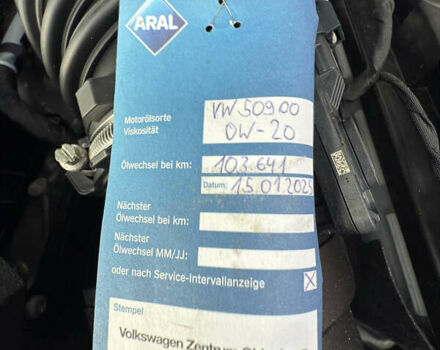 ARAL
Motorölsorte VW 509 00
Viskosität 0W-20
Ölwechsel bei km: 103.641
Datum: 15.01.2025
Nächster
Ölwechsel bei km:
Nächster
Ölwechsel MM/JJ:
oder nach Service-Intervallanzeige X
Stempel
Volkswagen Zentrum